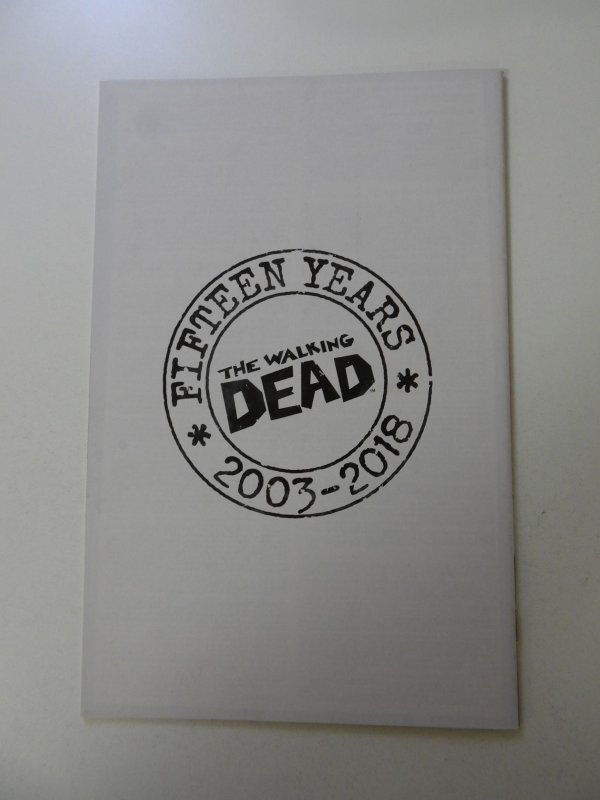 * FIFTEEN YEARS *
THE WALKING
DEAD
2003-2018